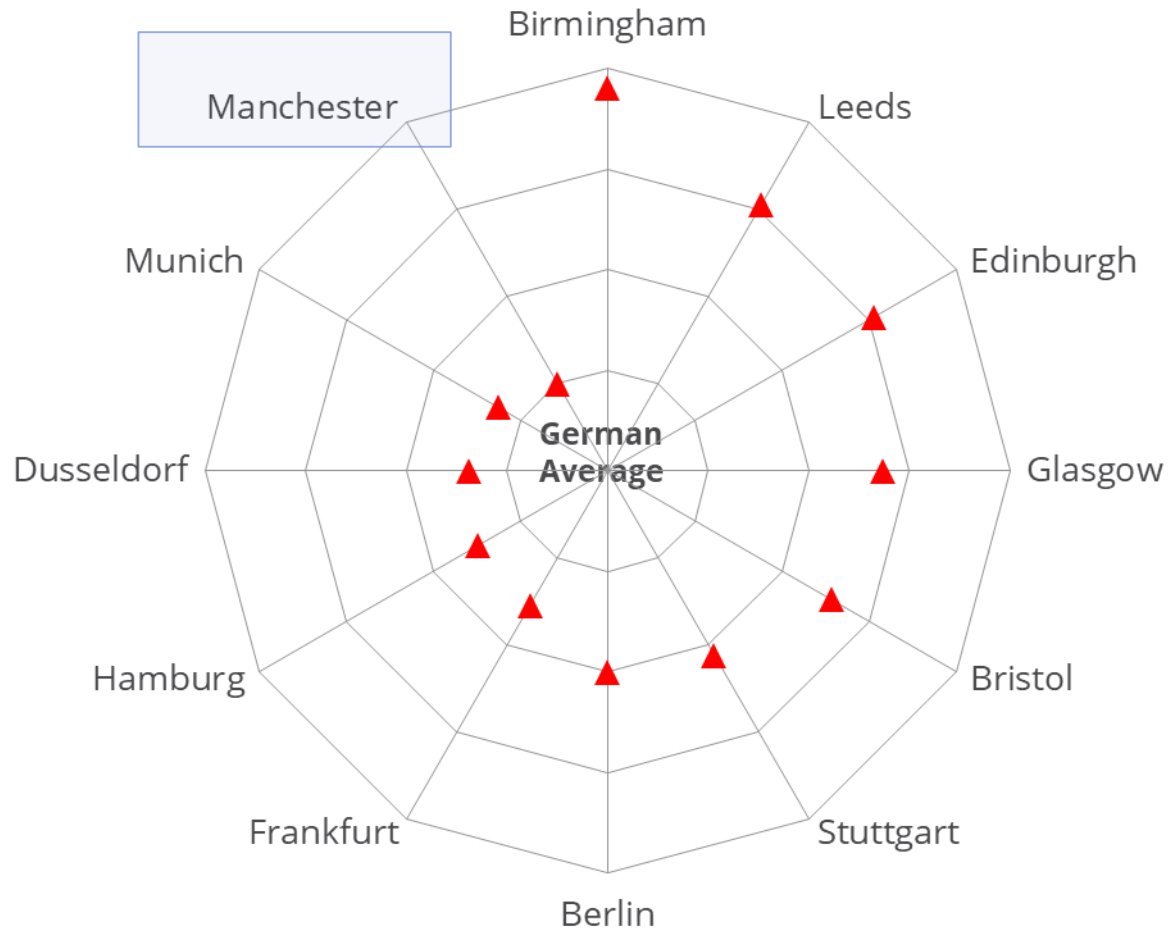 Birmingham
Manchester
Leeds
Munich
Edinburgh
German
Average
Dusseldorf
Glasgow
Hamburg
Bristol
Frankfurt
Stuttgart
Berlin